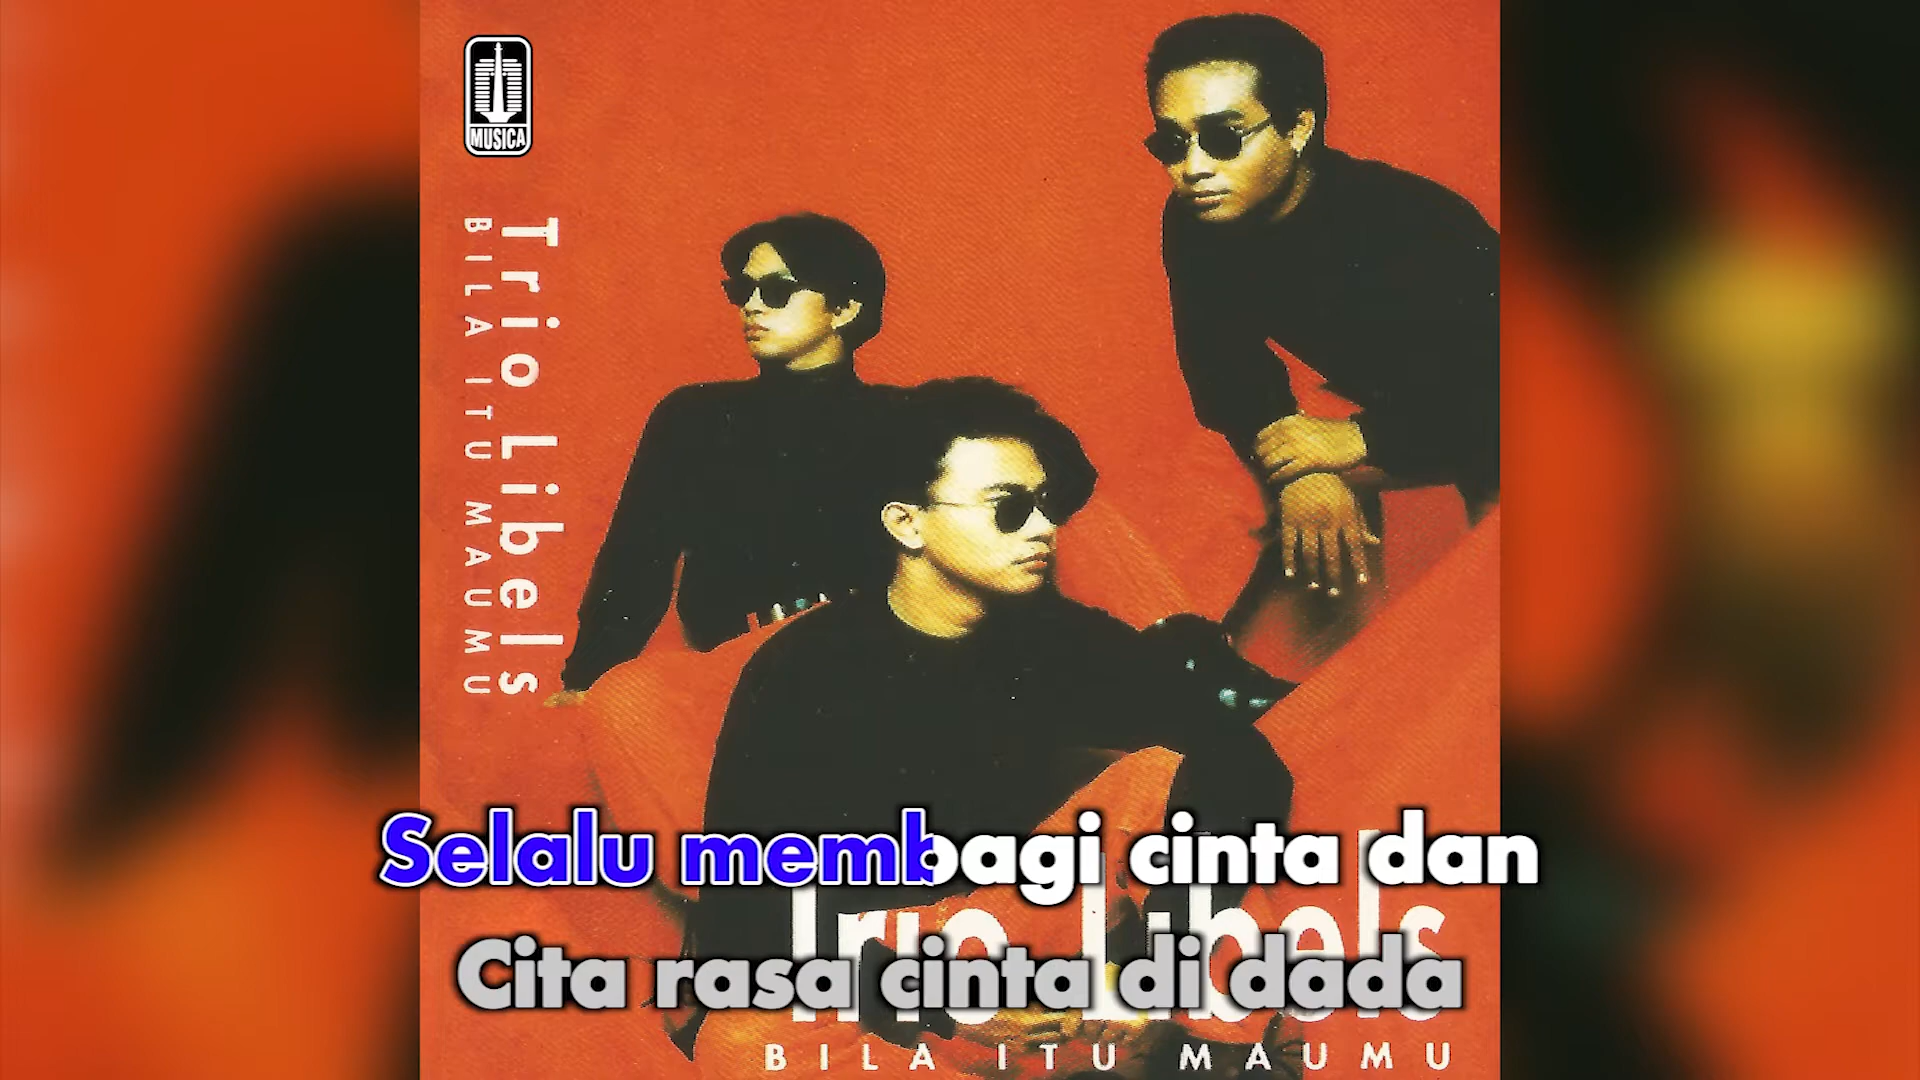 MUSICA
Trio Libels
BILA ITU MAUMU
Selalu membagi cinta dan
Trio Libels
Cita rasa cinta di dada
BILA ITU MAUMU